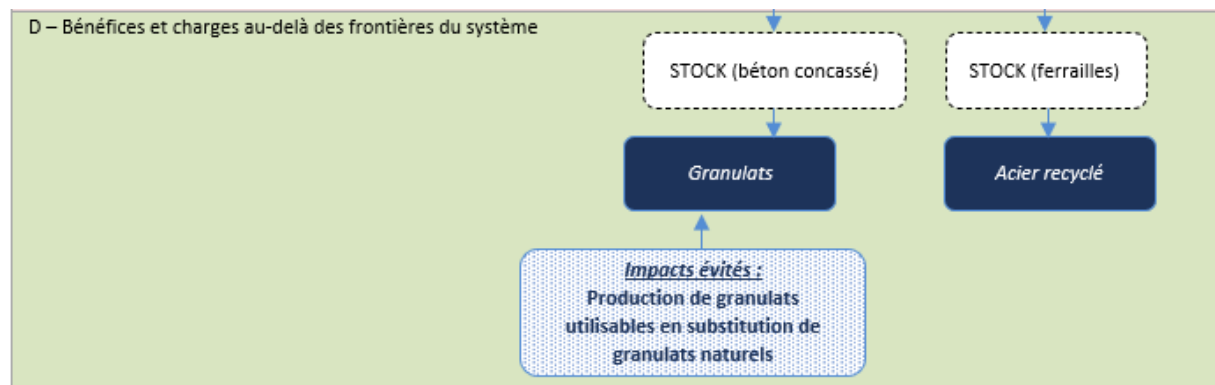 D – Bénéfices et charges au-delà des frontières du système
STOCK (béton concassé)
STOCK (ferrailles)
Granulats
Acier recyclé
Impacts évités :
Production de granulats
utilisables en substitution de
granulats naturels